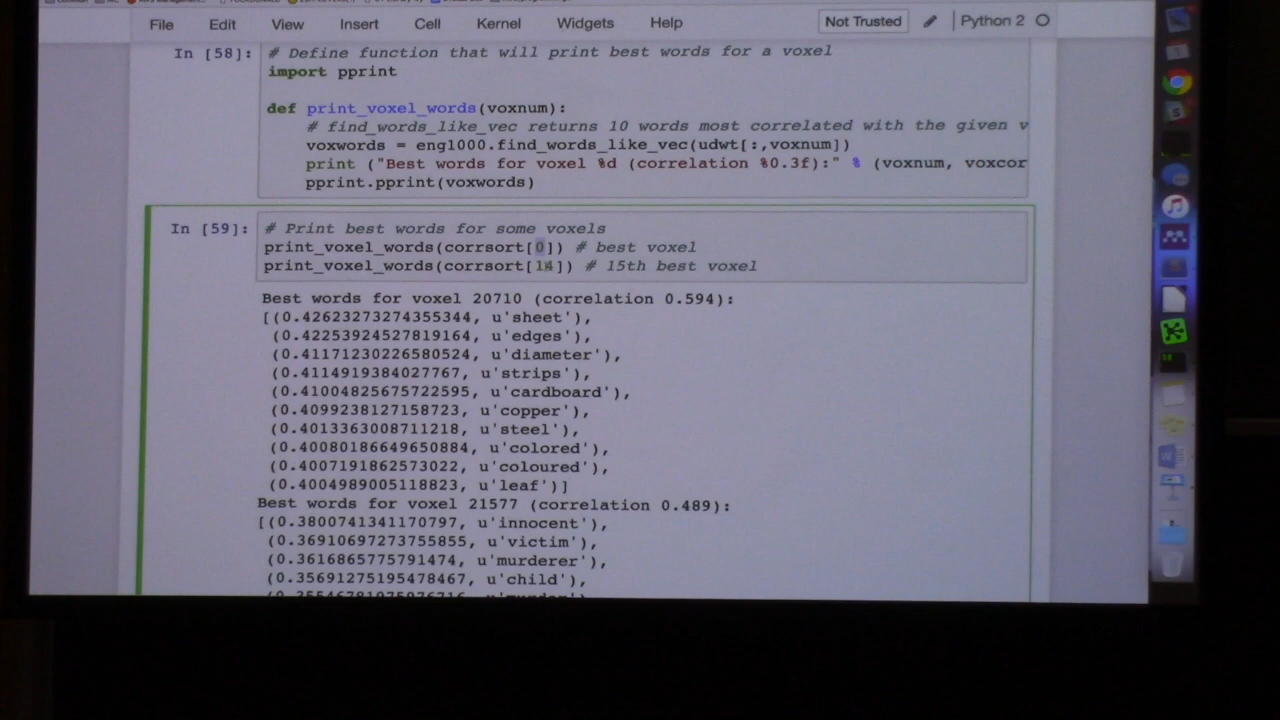 File Edit View Insert Cell Kernel Widgets Help Not Trusted Python 2
In [58]: # Define function that will print best words for a voxel
import pprint
def print_voxel_words(voxnum):
# find_words_like_vec returns 10 words most correlated with the given v
voxwords = eng1000.find_words_like_vec(udwt[:,voxnum])
print ("Best words for voxel %d (correlation %0.3f):" % (voxnum, voxcor
pprint.pprint(voxwords)
In [59]: # Print best words for some voxels
print_voxel_words(corrsort[0]) # best voxel
print_voxel_words(corrsort[14]) # 15th best voxel
Best words for voxel 20710 (correlation 0.594):
[(0.42623273274355344, u'sheet'),
(0.42253924527819164, u'edges'),
(0.41171230226580524, u'diameter'),
(0.4114919384027767, u'strips'),
(0.41004825675722595, u'cardboard'),
(0.4099238127158723, u'copper'),
(0.4013363008711218, u'steel'),
(0.40080186649650884, u'colored'),
(0.4007191862573022, u'coloured'),
(0.4004989005118823, u'leaf')]
Best words for voxel 21577 (correlation 0.489):
[(0.3800741341170797, u'innocent'),
(0.36910697273755855, u'victim'),
(0.3616865775791474, u'murderer'),
(0.35691275195478467, u'child'),